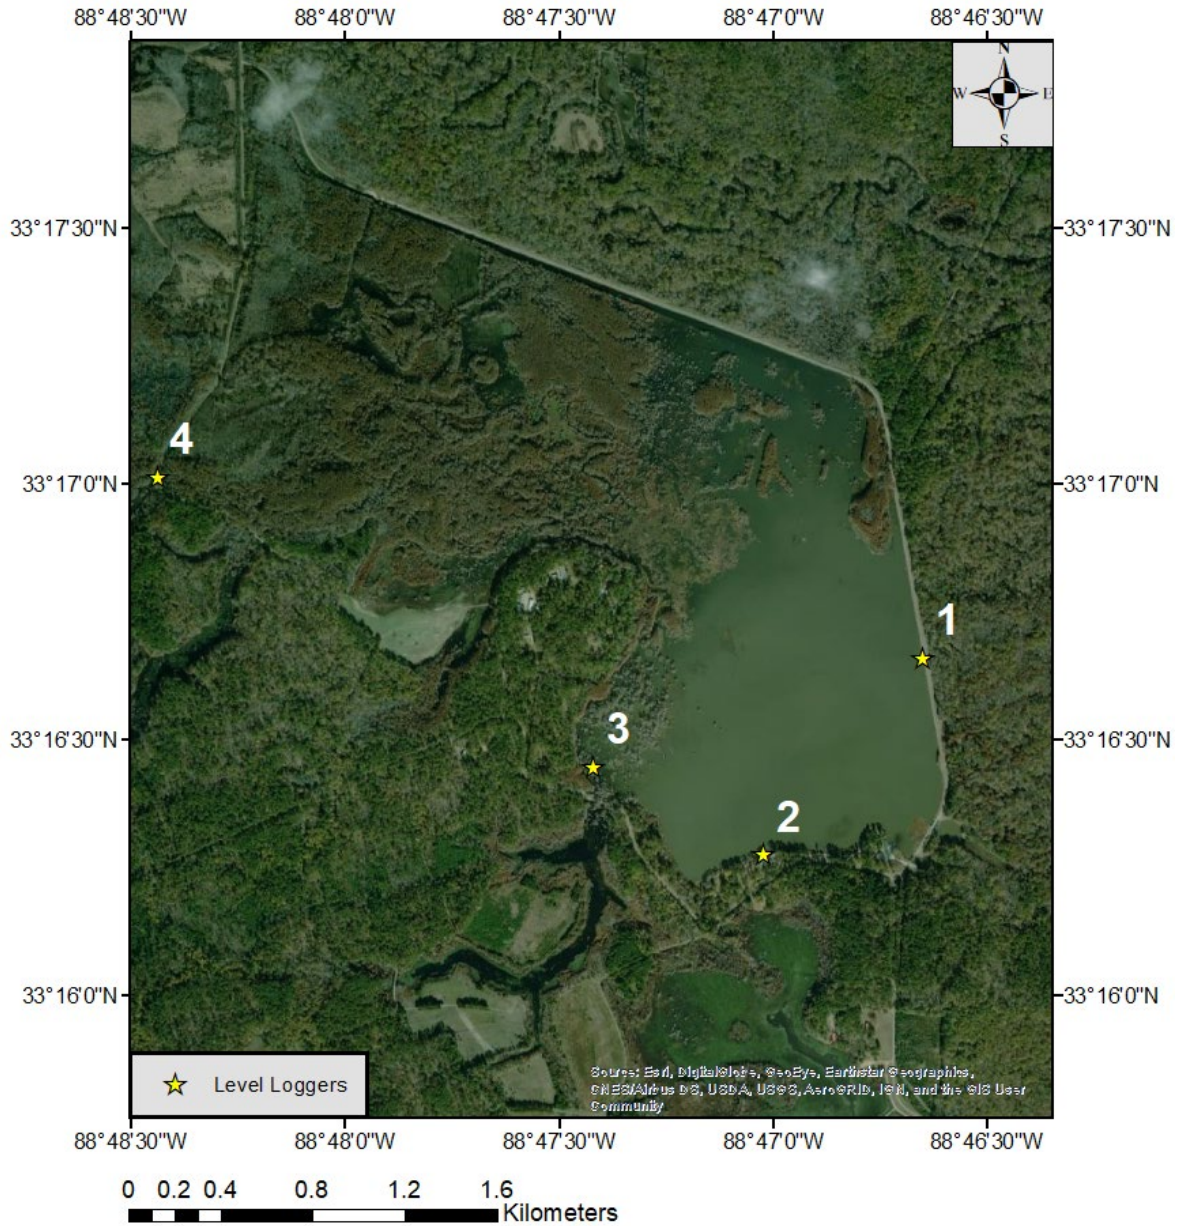 88°48'30"W 88°48'0"W 88°47'30"W 88°47'0"W 88°46'30"W
N
W E
S
33°17'30"N 33°17'30"N
4
33°17'0"N 33°17'0"N
1
3
33°16'30"N 33°16'30"N
2
33°16'0"N 33°16'0"N
Level Loggers
Source: Esri, DigitalGlobe, GeoEye, Earthstar Geographics,
CNES/Airbus DS, USDA, USGS, AeroGRID, IGN, and the GIS User
Community
88°48'30"W 88°48'0"W 88°47'30"W 88°47'0"W 88°46'30"W
0 0.2 0.4 0.8 1.2 1.6
Kilometers